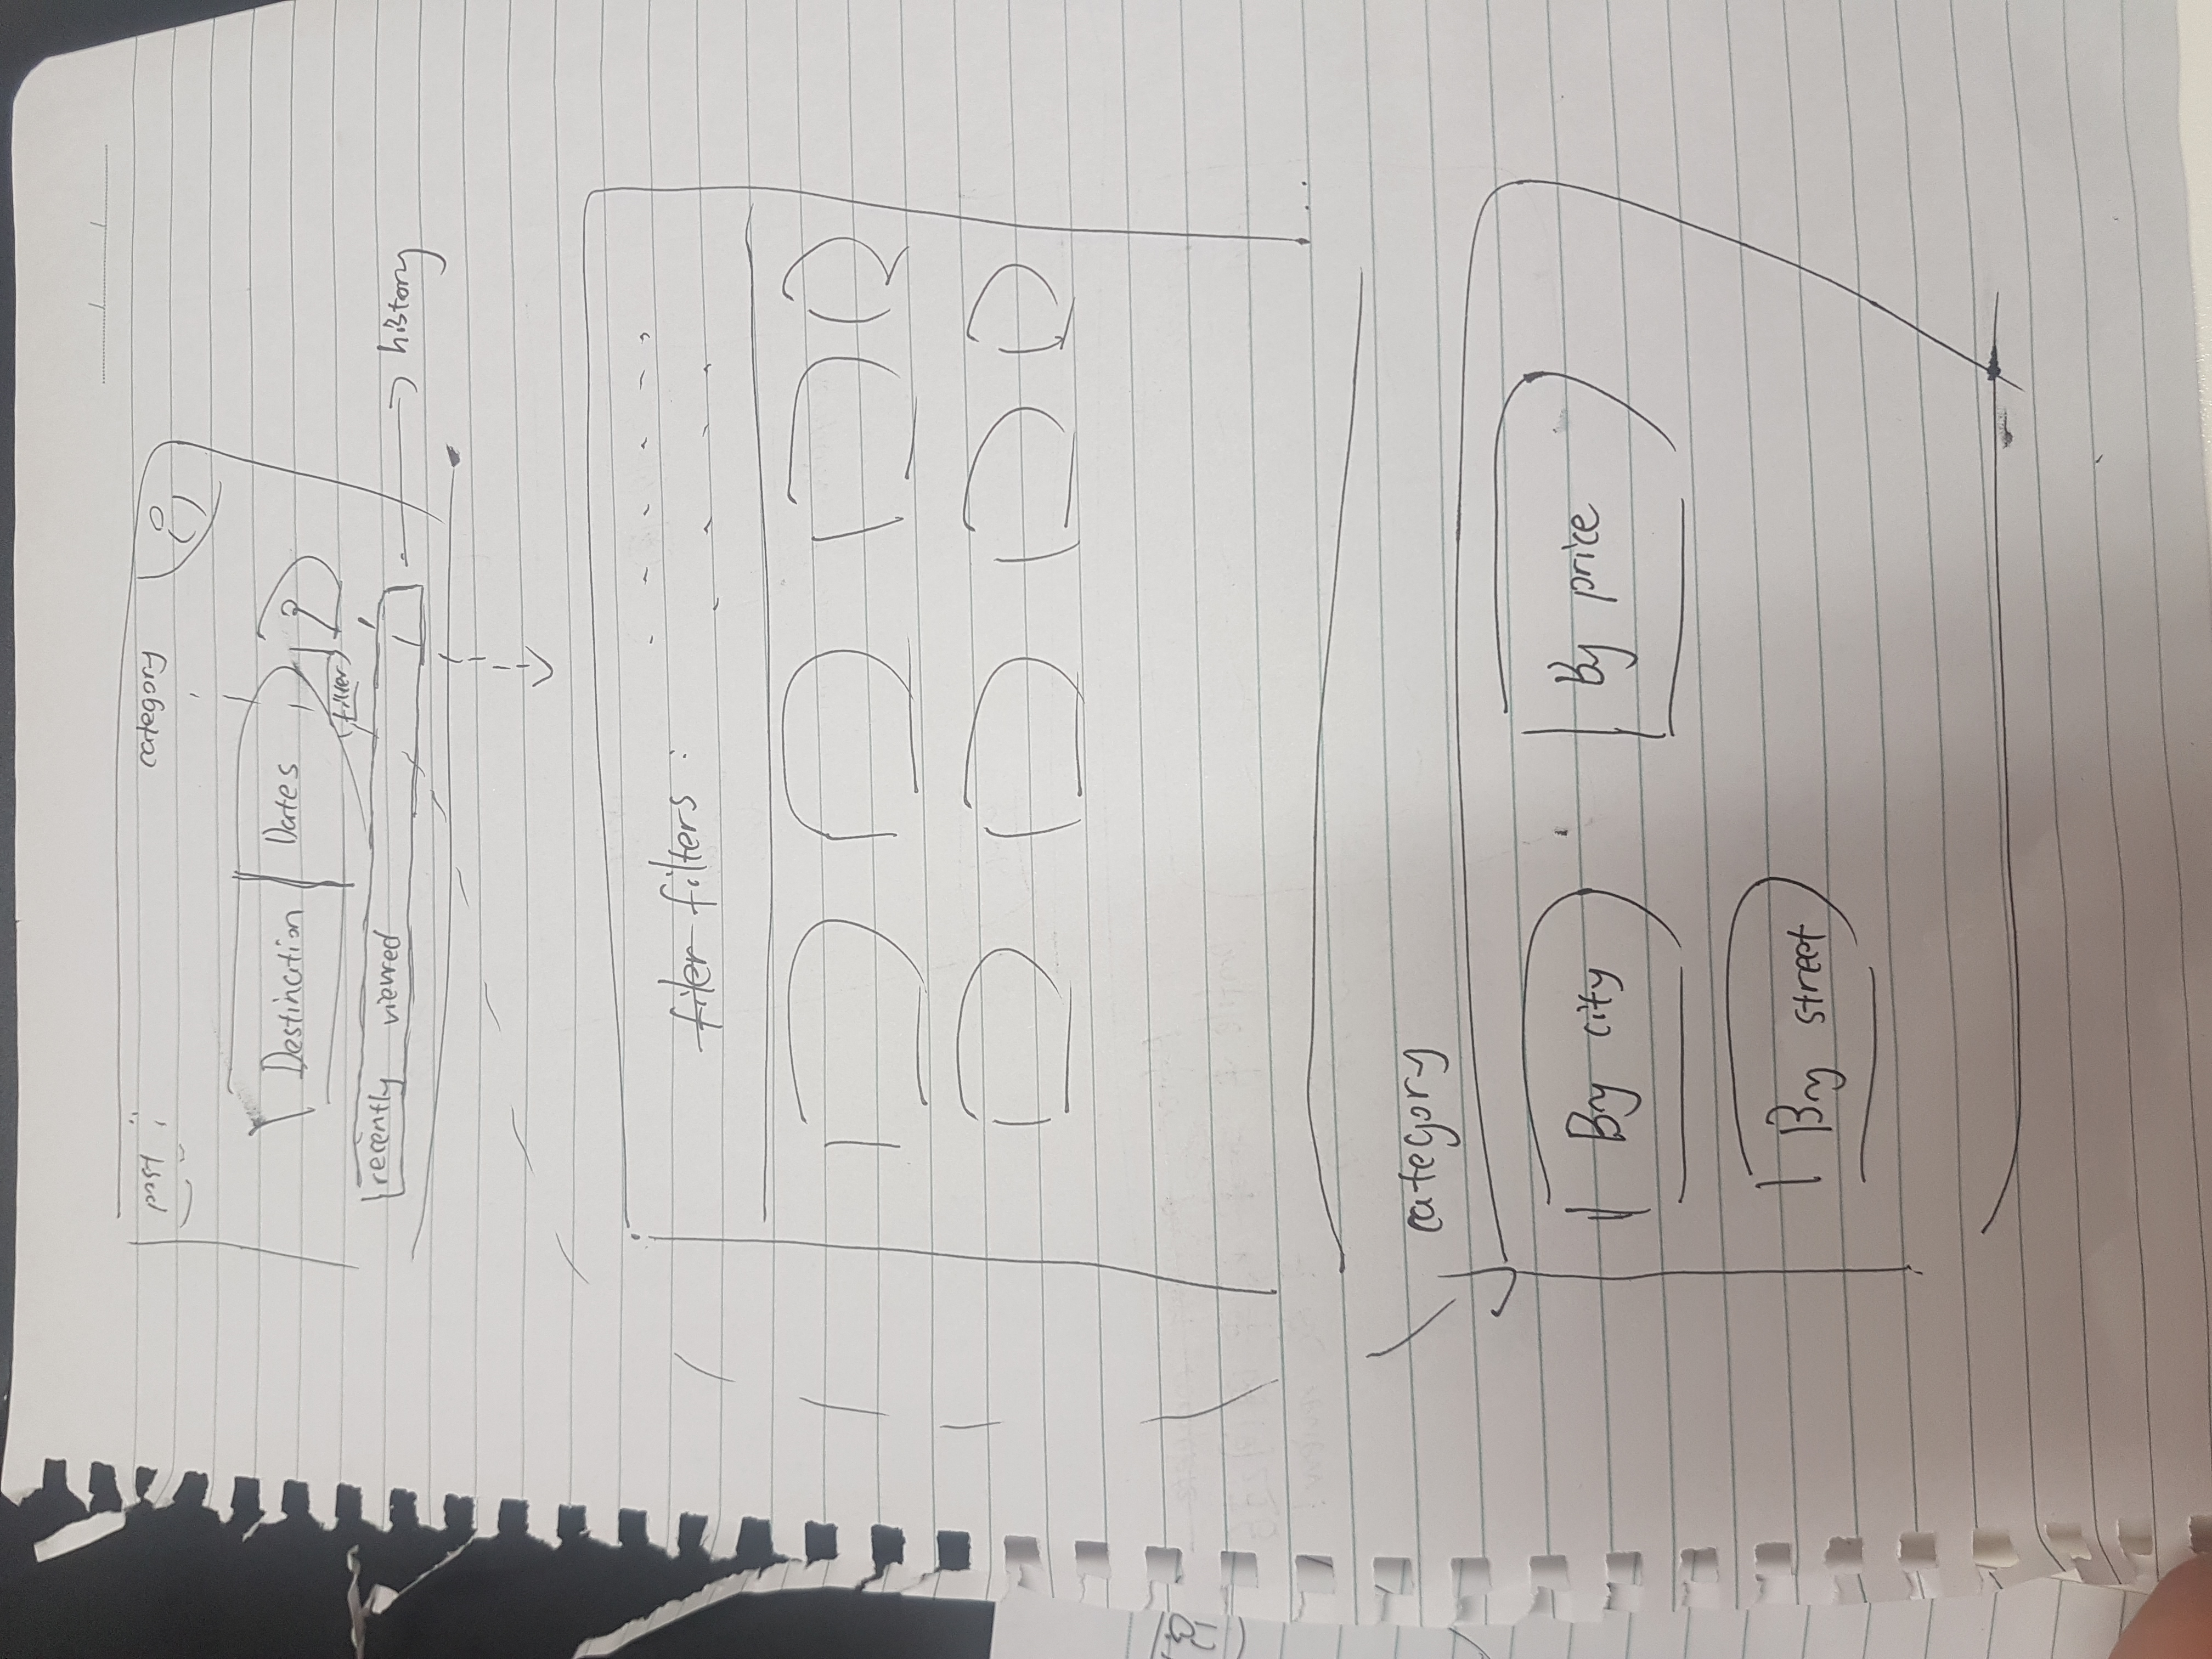 post
category
Destination Dates
(filter)
recently viewed
history
filer filters :
category
By city
By price
By street